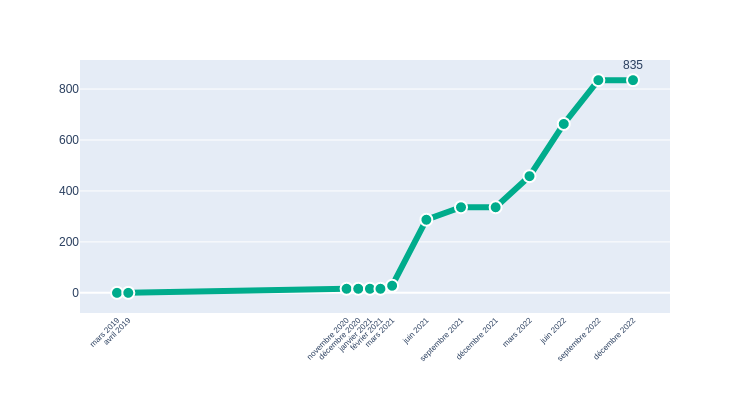 835
800
600
400
200
0
mars 2019
avril 2019
novembre 2020
décembre 2020
janvier 2021
février 2021
mars 2021
juin 2021
septembre 2021
décembre 2021
mars 2022
juin 2022
septembre 2022
décembre 2022